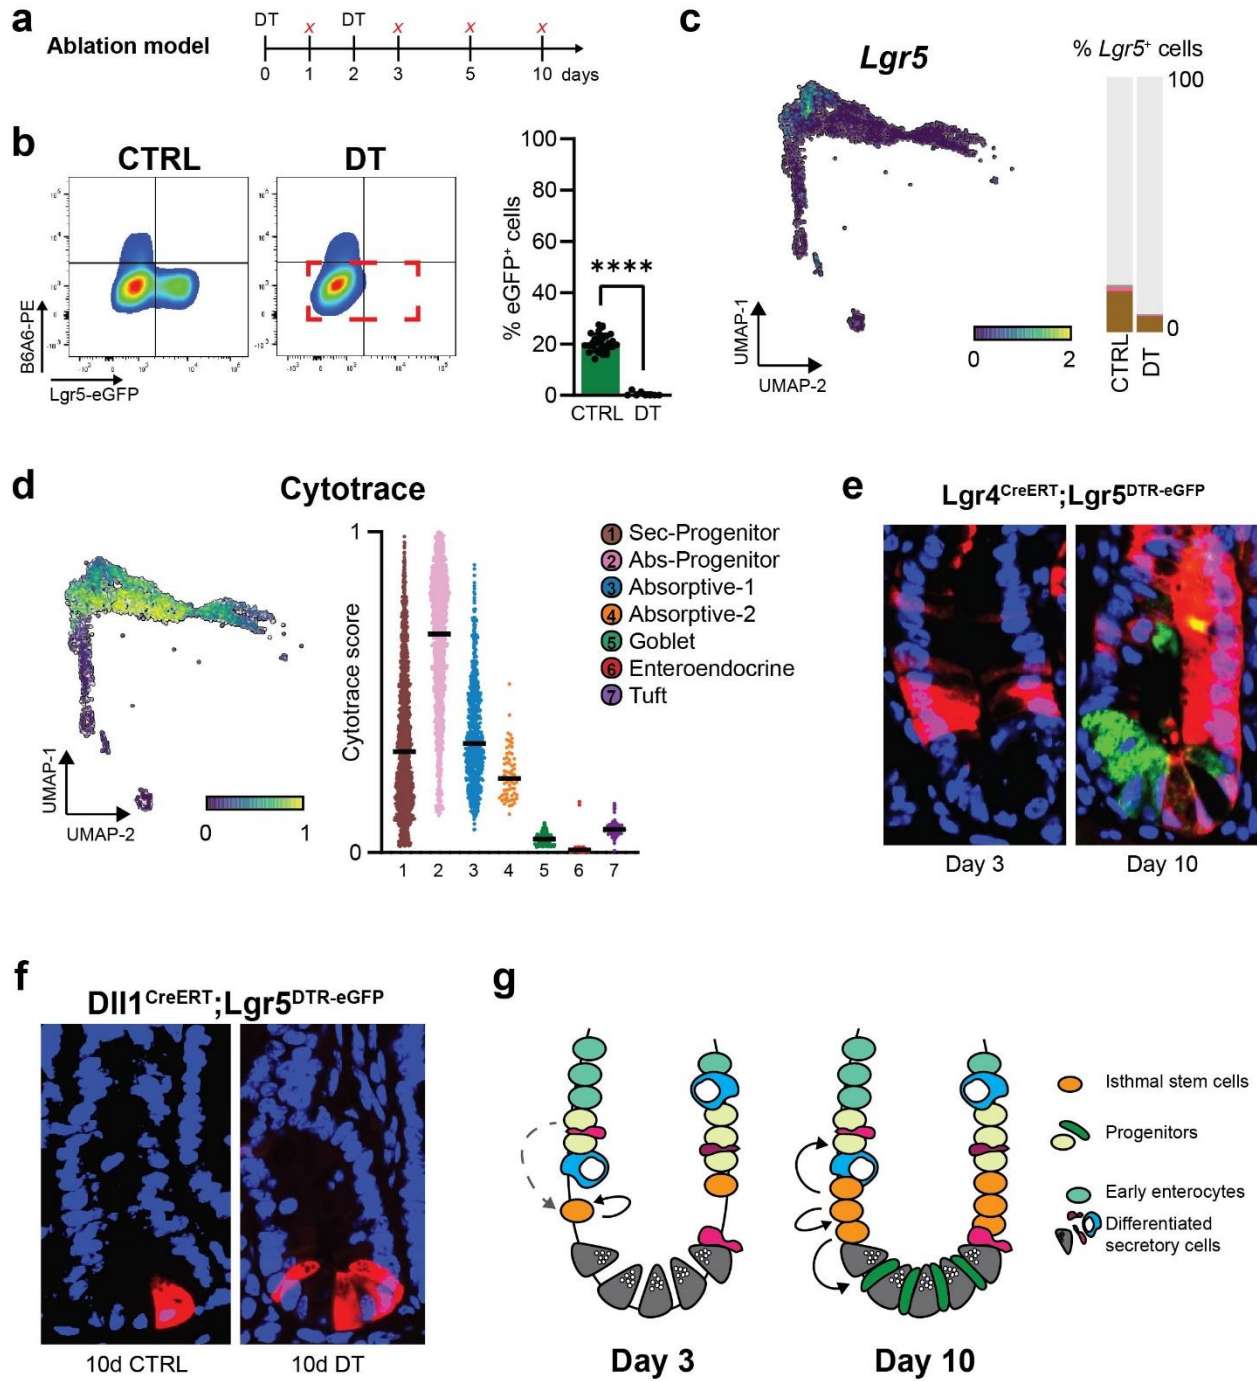 a
Ablation model
DT x DT x x x
0 1 2 3 5 10 days
b
CTRL DT
B6A6-PE
Lgr5-eGFP
% eGFP+ cells
100
80
60
40
20
0
****
CTRL DT
c
Lgr5
% Lgr5+ cells
100
0
CTRL
DT
UMAP-1
UMAP-2
0 2
d
Cytotrace
UMAP-1
UMAP-2
0 1
Cytotrace score
1
0
1 2 3 4 5 6 7
1 Sec-Progenitor
2 Abs-Progenitor
3 Absorptive-1
4 Absorptive-2
5 Goblet
6 Enteroendocrine
7 Tuft
e
Lgr4CreERT;Lgr5DTR-eGFP
Day 3 Day 10
f
Dll1CreERT;Lgr5DTR-eGFP
10d CTRL 10d DT
g
Isthmal stem cells
Progenitors
Early enterocytes
Differentiated
secretory cells
Day 3 Day 10